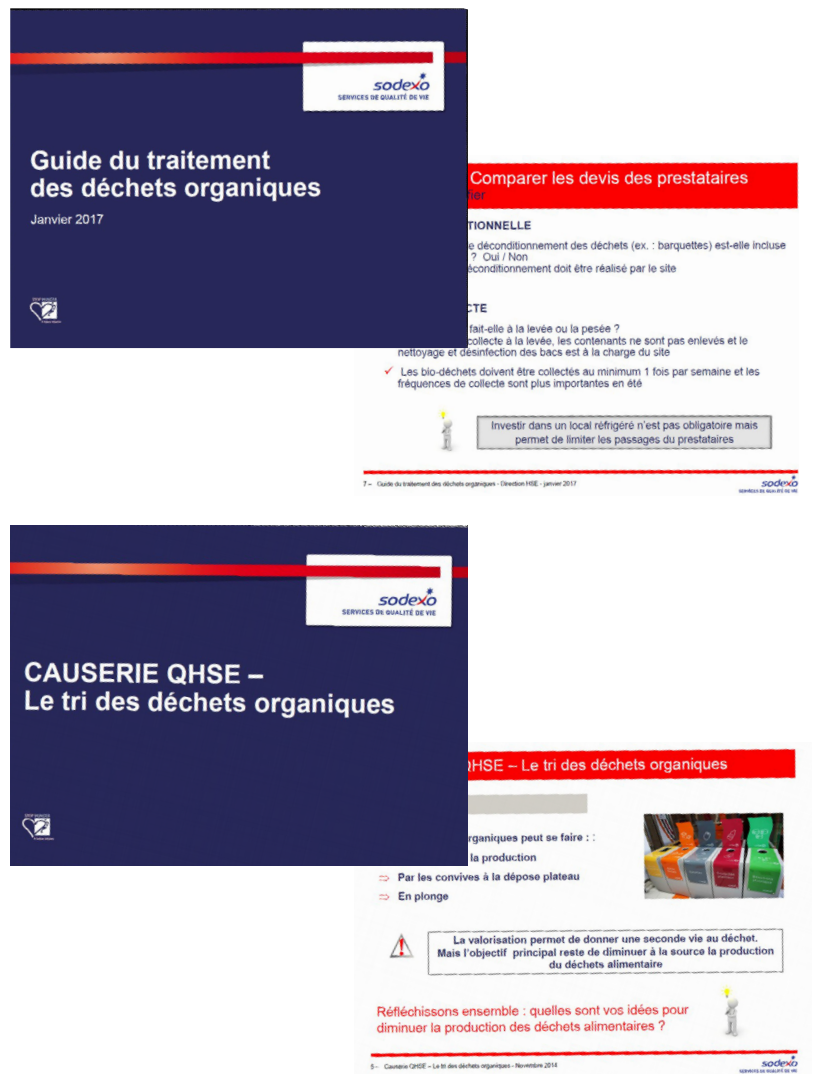 sodexo
SERVICES DE QUALITÉ DE VIE
Guide du traitement
des déchets organiques
Janvier 2017
Comparer les devis des prestataires
fier
TIONNELLE
e déconditionnement des déchets (ex. : barquettes) est-elle incluse
? Oui / Non
éconditionnement doit être réalisé par le site
CTE
fait-elle à la levée ou la pesée ?
collecte à la levée, les contenants ne sont pas enlevés et le
nettoyage et désinfection des bacs est à la charge du site
Les bio-déchets doivent être collectés au minimum 1 fois par semaine et les
fréquences de collecte sont plus importantes en été
Investir dans un local réfrigéré n'est pas obligatoire mais
permet de limiter les passages du prestataires
7 – Guide du traitement des déchets organiques - Direction HSE - janvier 2017
sodexo
SERVICES DE QUALITÉ DE VIE
sodexo
SERVICES DE QUALITÉ DE VIE
CAUSERIE QHSE –
Le tri des déchets organiques
QHSE – Le tri des déchets organiques
rganiques peut se faire : :
la production
Par les convives à la dépose plateau
En plonge
La valorisation permet de donner une seconde vie au déchet.
Mais l'objectif principal reste de diminuer à la source la production
du déchets alimentaire
Réfléchissons ensemble : quelles sont vos idées pour
diminuer la production des déchets alimentaires ?
5 – Causerie QHSE – Le tri des déchets organiques - Novembre 2014
sodexo
SERVICES DE QUALITÉ DE VIE